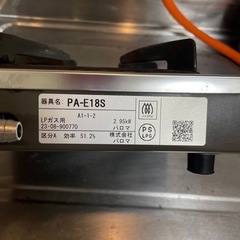 器具名: PA-E18S
A1-1-2
LPガス用 2.95kW
23·08-900770 パロマ
区分A 効率 51.2% 株式会社
パロマ
PS
LPG